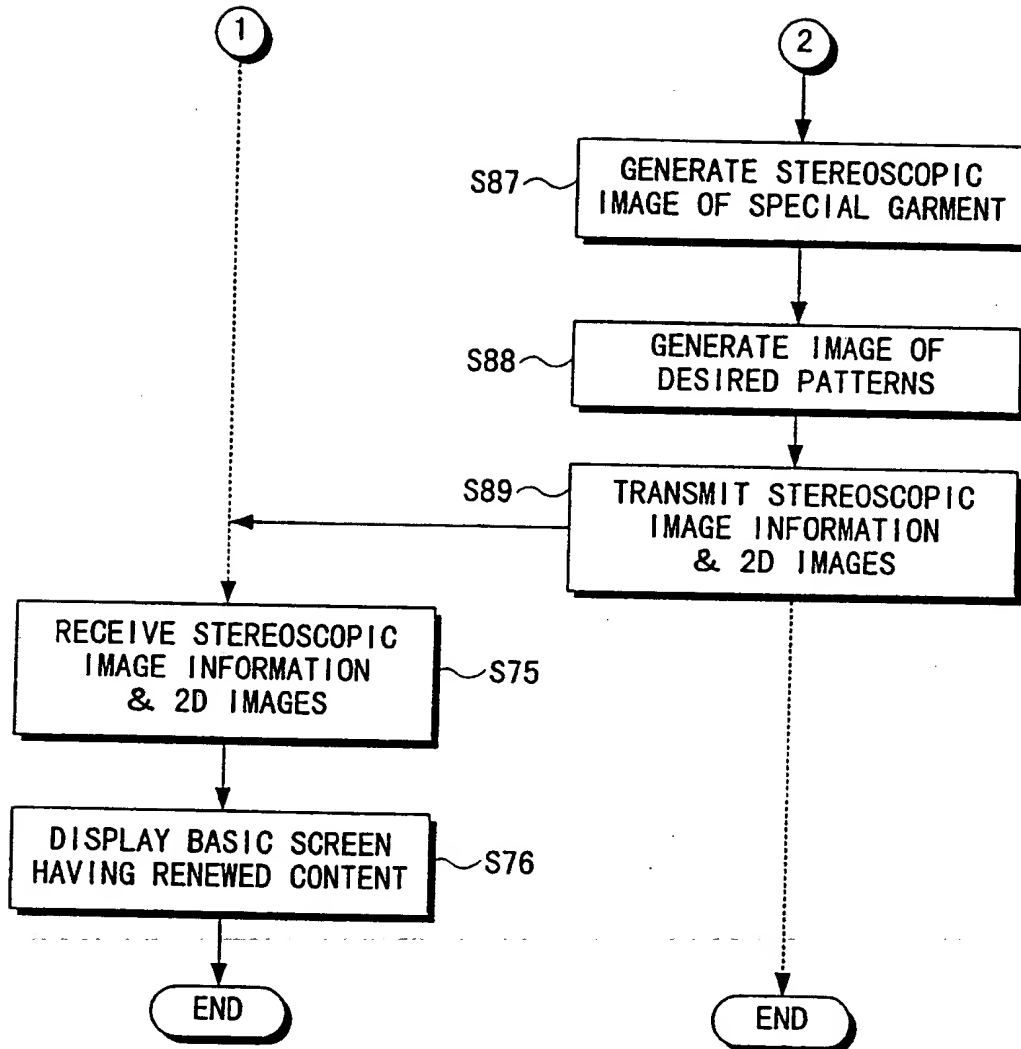 1
2
S87
GENERATE STEREOSCOPIC
IMAGE OF SPECIAL GARMENT
S88
GENERATE IMAGE OF
DESIRED PATTERNS
S89
TRANSMIT STEREOSCOPIC
IMAGE INFORMATION
& 2D IMAGES
RECEIVE STEREOSCOPIC
IMAGE INFORMATION
& 2D IMAGES
S75
DISPLAY BASIC SCREEN
HAVING RENEWED CONTENT
S76
END
END